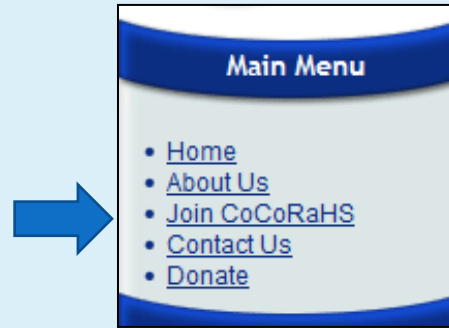 Main Menu
• Home
• About Us
• Join CoCoRaHS
• Contact Us
• Donate